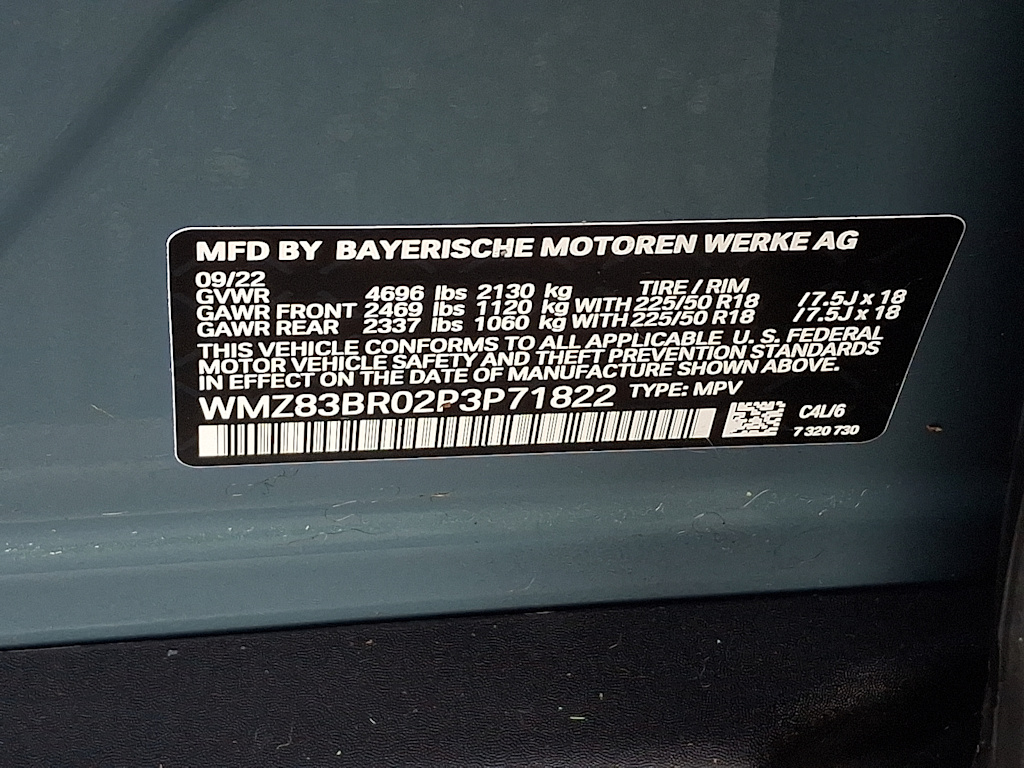 MFD BY BAYERISCHE MOTOREN WERKE AG
09/22 TIRE / RIM
GVWR 4696 lbs 2130 kg
GAWR FRONT 2469 lbs 1120 kg WITH 225/50 R18 /7.5J x 18
GAWR REAR 2337 lbs 1060 kg WITH 225/50 R18 /7.5J x 18
THIS VEHICLE CONFORMS TO ALL APPLICABLE U. S. FEDERAL
MOTOR VEHICLE SAFETY AND THEFT PREVENTION STANDARDS
IN EFFECT ON THE DATE OF MANUFACTURE SHOWN ABOVE.
WMZ83BR02P3P71822 TYPE: MPV
C4L/6
7 320 730